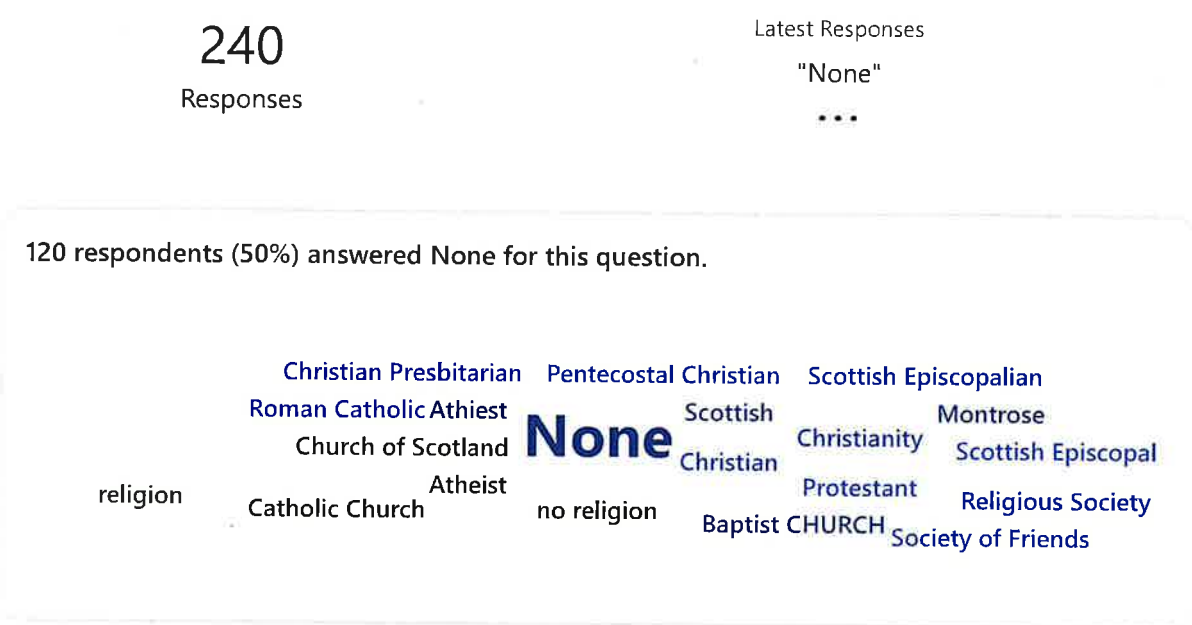 240
Responses
Latest Responses
"None"
...
120 respondents (50%) answered None for this question.
Christian Presbitarian Pentecostal Christian Scottish Episcopalian
Roman Catholic Athiest None Scottish Montrose
Church of Scotland Christian Christianity Scottish Episcopal
religion Catholic Church Atheist no religion Protestant Religious Society
Baptist CHURCH Society of Friends